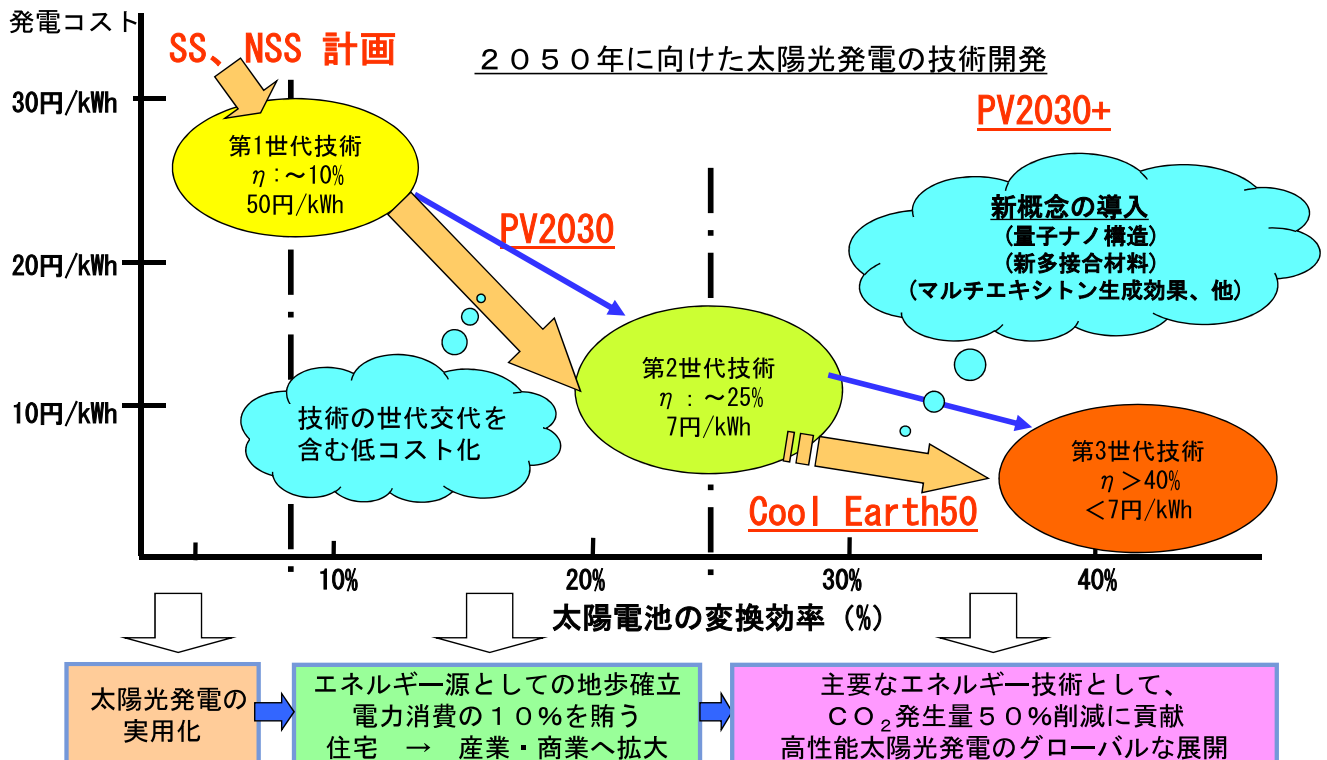 発電コスト
SS、NSS 計画
２０５０年に向けた太陽光発電の技術開発
30円/kWh
PV2030+
第1世代技術
η：～10%
50円/kWh
新概念の導入
(量子ナノ構造)
(新多接合材料)
(マルチエキシトン生成効果、他)
PV2030
20円/kWh
第2世代技術
η ： ～25%
7円/kWh
10円/kWh
技術の世代交代を
含む低コスト化
第3世代技術
η ＞40%
＜7円/kWh
Cool Earth50
10%
20%
30%
40%
太陽電池の変換効率 (%)
太陽光発電の
実用化
エネルギー源としての地歩確立
電力消費の１０％を賄う
住宅 → 産業・商業へ拡大
主要なエネルギー技術として、
ＣＯ₂発生量５０％削減に貢献
高性能太陽光発電のグローバルな展開